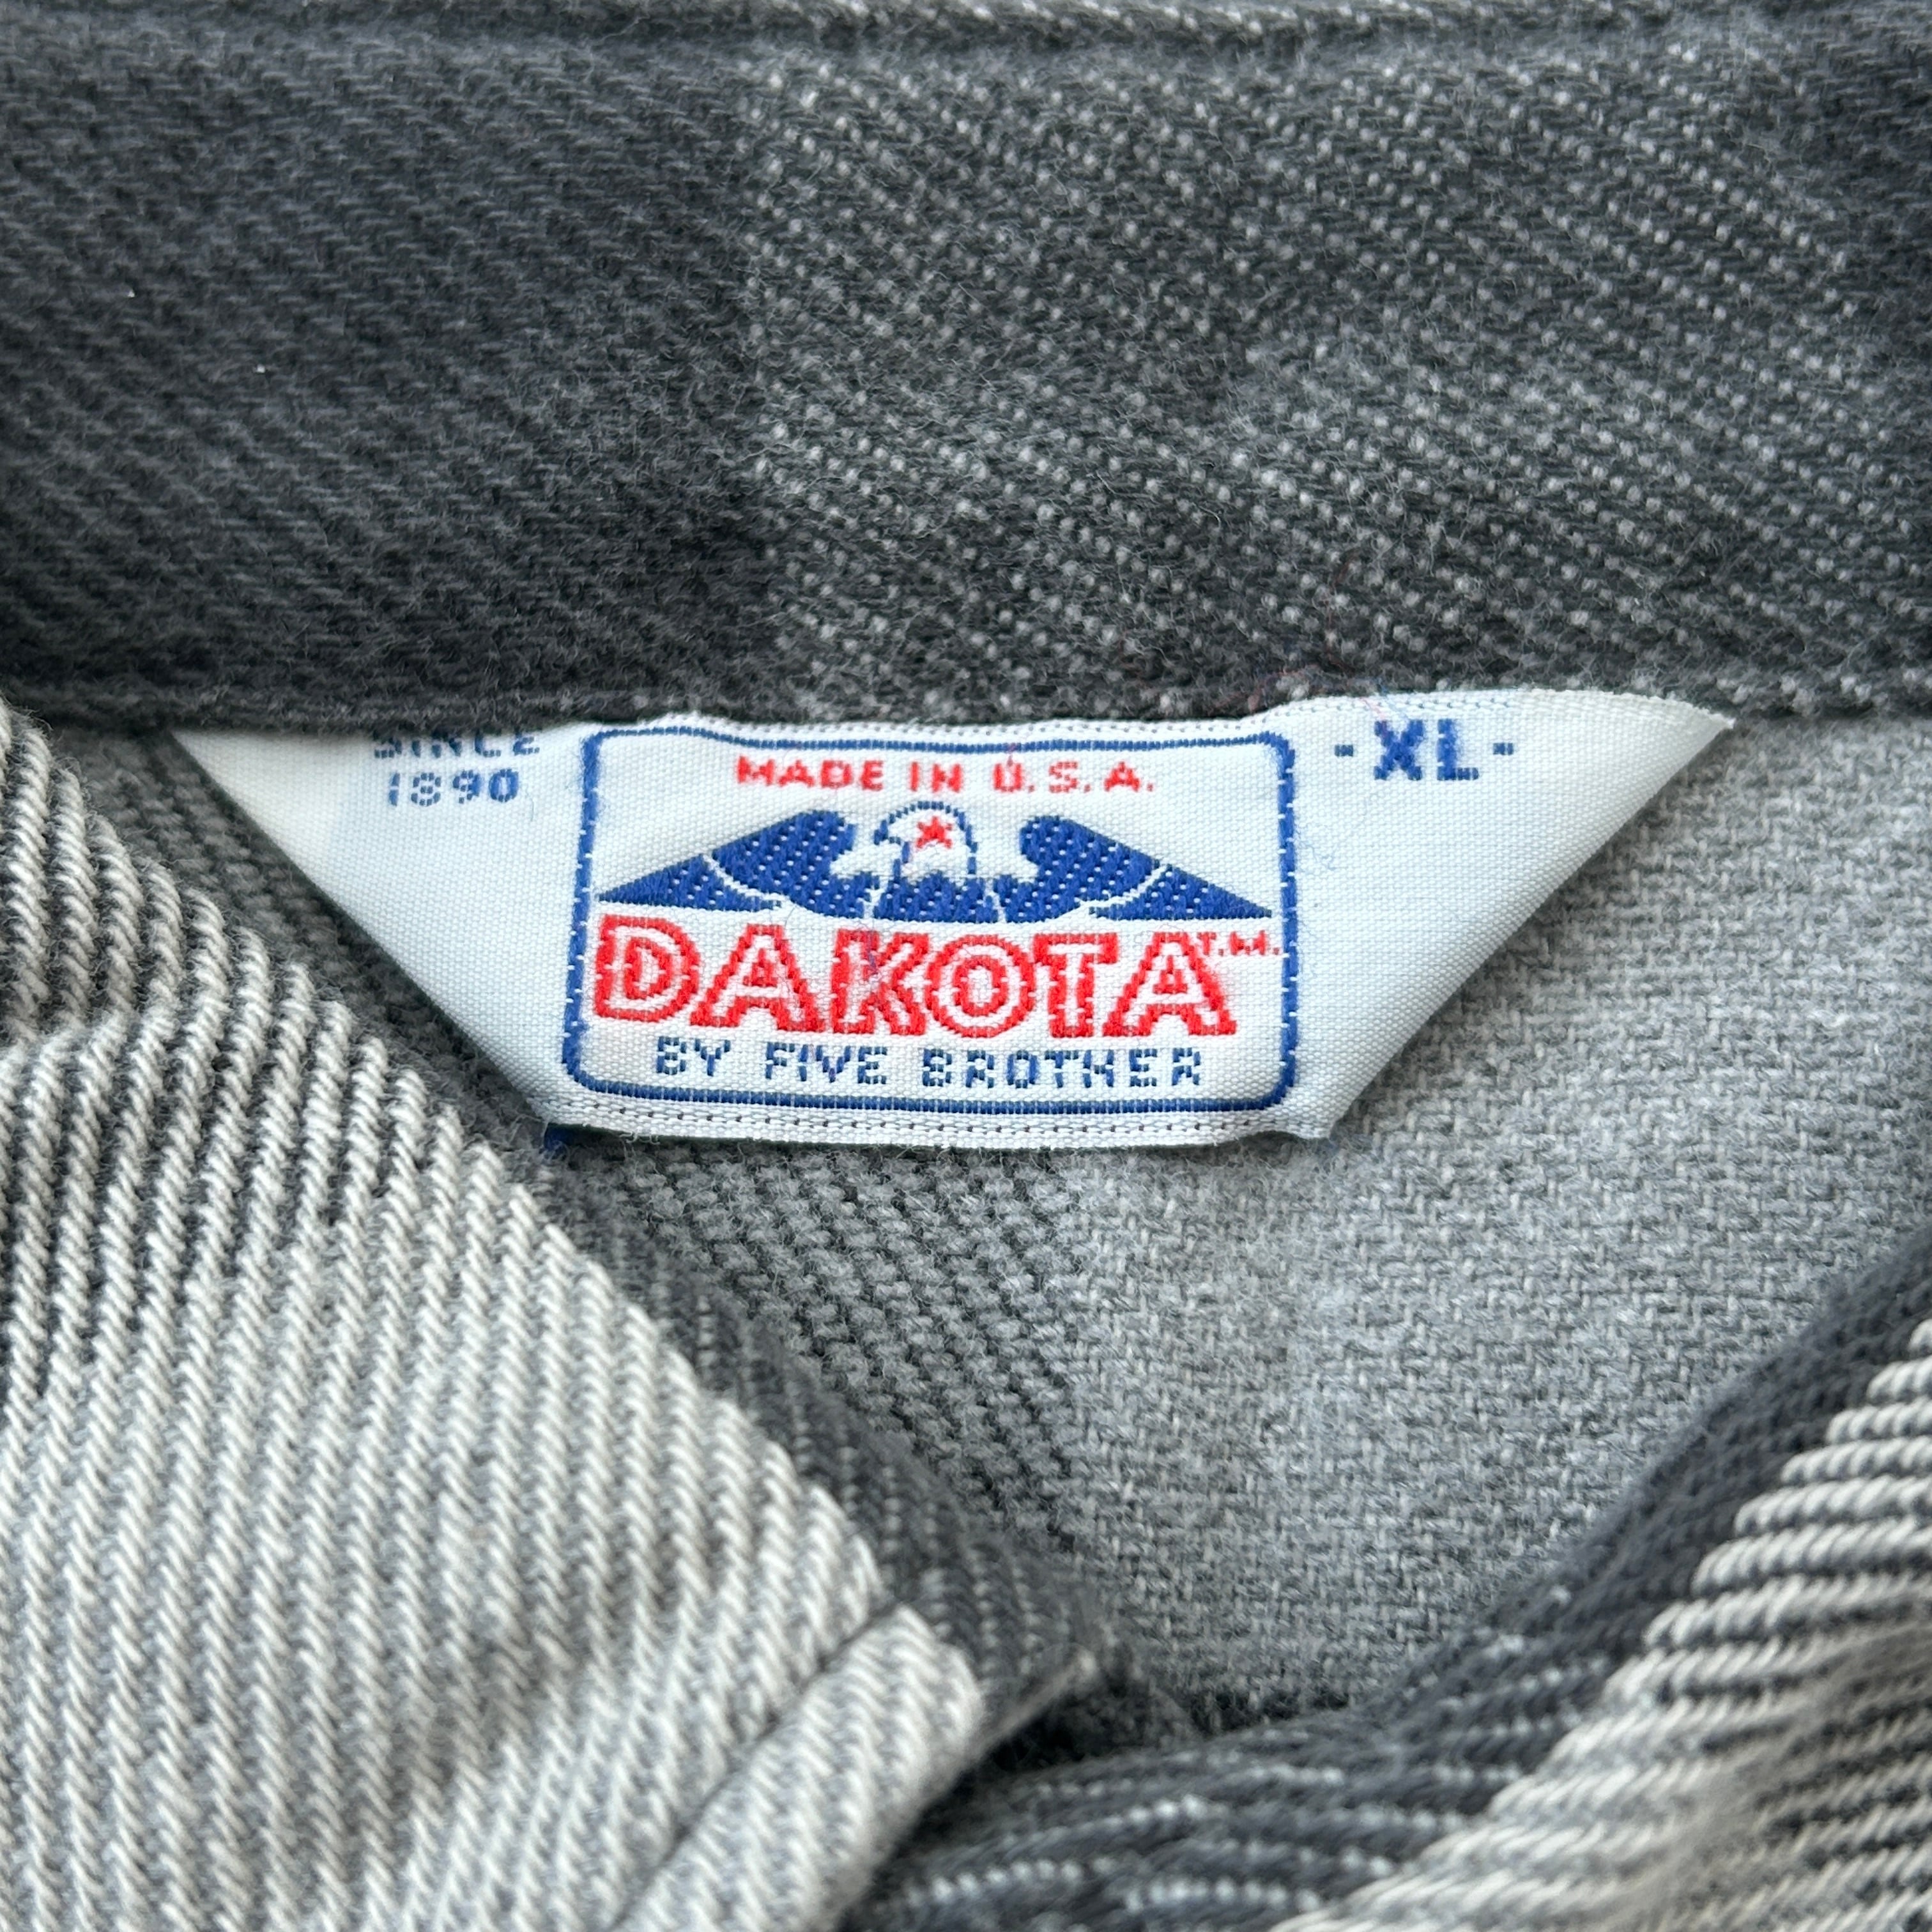 SINCE
1890
MADE IN U.S.A.
DAKOTA T.M.
BY FIVE BROTHER
-XL-